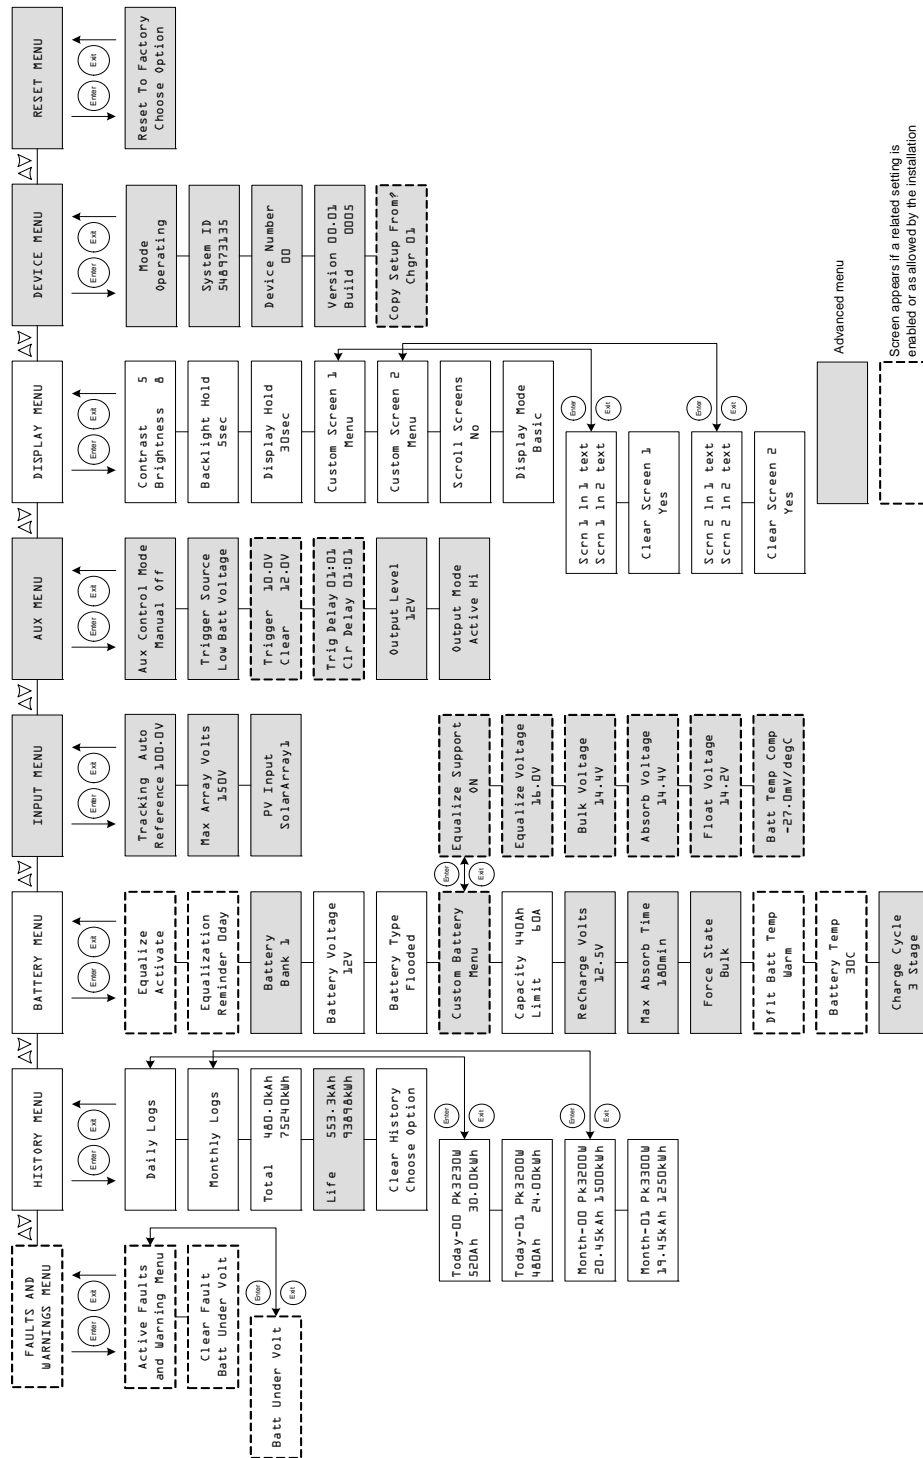 FAULTS AND
WARNINGS MENU
Enter
Exit
Active Faults
and Warning Menu
Clear Fault
Batt Under Volt
Enter
Exit
Batt Under Volt
HISTORY MENU
Enter
Exit
Daily Logs
Monthly Logs
Total 480.0kAh
75240kWh
Life 553.3kAh
93898kWh
Clear History
Choose Option
Enter
Exit
Today-00 Pk3230W
520Ah 30.00kWh
Today-01 Pk3200W
480Ah 24.00kWh
Enter
Exit
Month-00 Pk3200W
20.45kAh 1500kWh
Month-01 Pk3300W
19.45kAh 1250kWh
BATTERY MENU
Enter
Exit
Equalize
Activate
Equalization
Reminder 0day
Battery
Bank 1
Battery Voltage
12V
Battery Type
Flooded
Custom Battery
Menu
Capacity 440Ah
Limit 60A
ReCharge Volts
12.5V
Max Absorb Time
180min
Force State
Bulk
Dflt Batt Temp
Warm
Battery Temp
30C
Charge Cycle
3 Stage
Enter
Exit
Equalize Support
ON
Equalize Voltage
16.0V
Bulk Voltage
14.4V
Absorb Voltage
14.4V
Float Voltage
14.2V
Batt Temp Comp
-27.0mV/degC
INPUT MENU
Enter
Exit
Tracking Auto
Reference 100.0V
Max Array Volts
150V
PV Input
SolarArray1
AUX MENU
Enter
Exit
Aux Control Mode
Manual Off
Trigger Source
Low Batt Voltage
Trigger 10.0V
Clear 12.0V
Trig Delay 01:01
Clr Delay 01:01
Output Level
12V
Output Mode
Active Hi
DISPLAY MENU
Enter
Exit
Contrast 5
Brightness 8
Backlight Hold
5sec
Display Hold
30sec
Custom Screen 1
Menu
Custom Screen 2
Menu
Scroll Screens
No
Display Mode
Basic
Enter
Exit
Scrn 1 ln 1 text
Scrn 1 ln 2 text
Clear Screen 1
Yes
Enter
Exit
Scrn 2 ln 1 text
Scrn 2 ln 2 text
Clear Screen 2
Yes
DEVICE MENU
Enter
Exit
Mode
Operating
System ID
548973135
Device Number
00
Version 00.01
Build 0005
Copy Setup From?
Chgr 01
RESET MENU
Enter
Exit
Reset To Factory
Choose Option
Advanced menu
Screen appears if a related setting is
enabled or as allowed by the installation